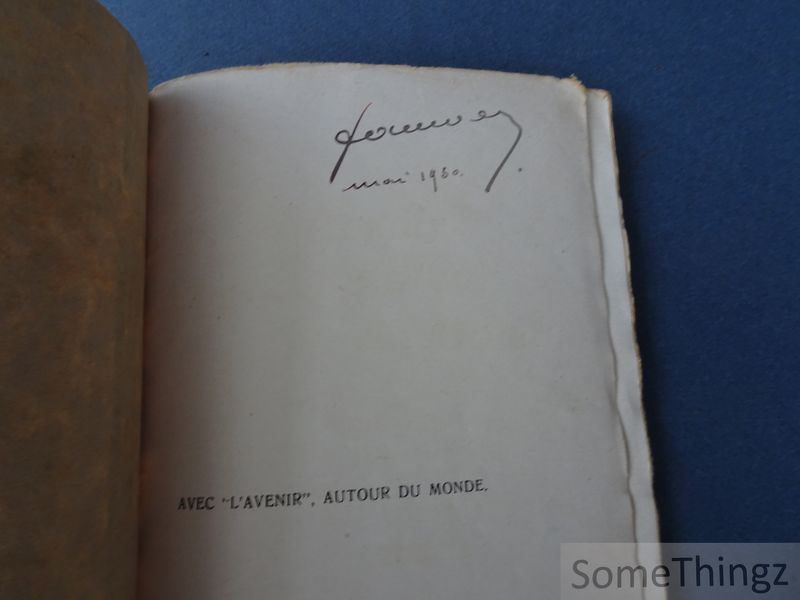 mai 1960.
AVEC "L'AVENIR", AUTOUR DU MONDE.
SomeThingz